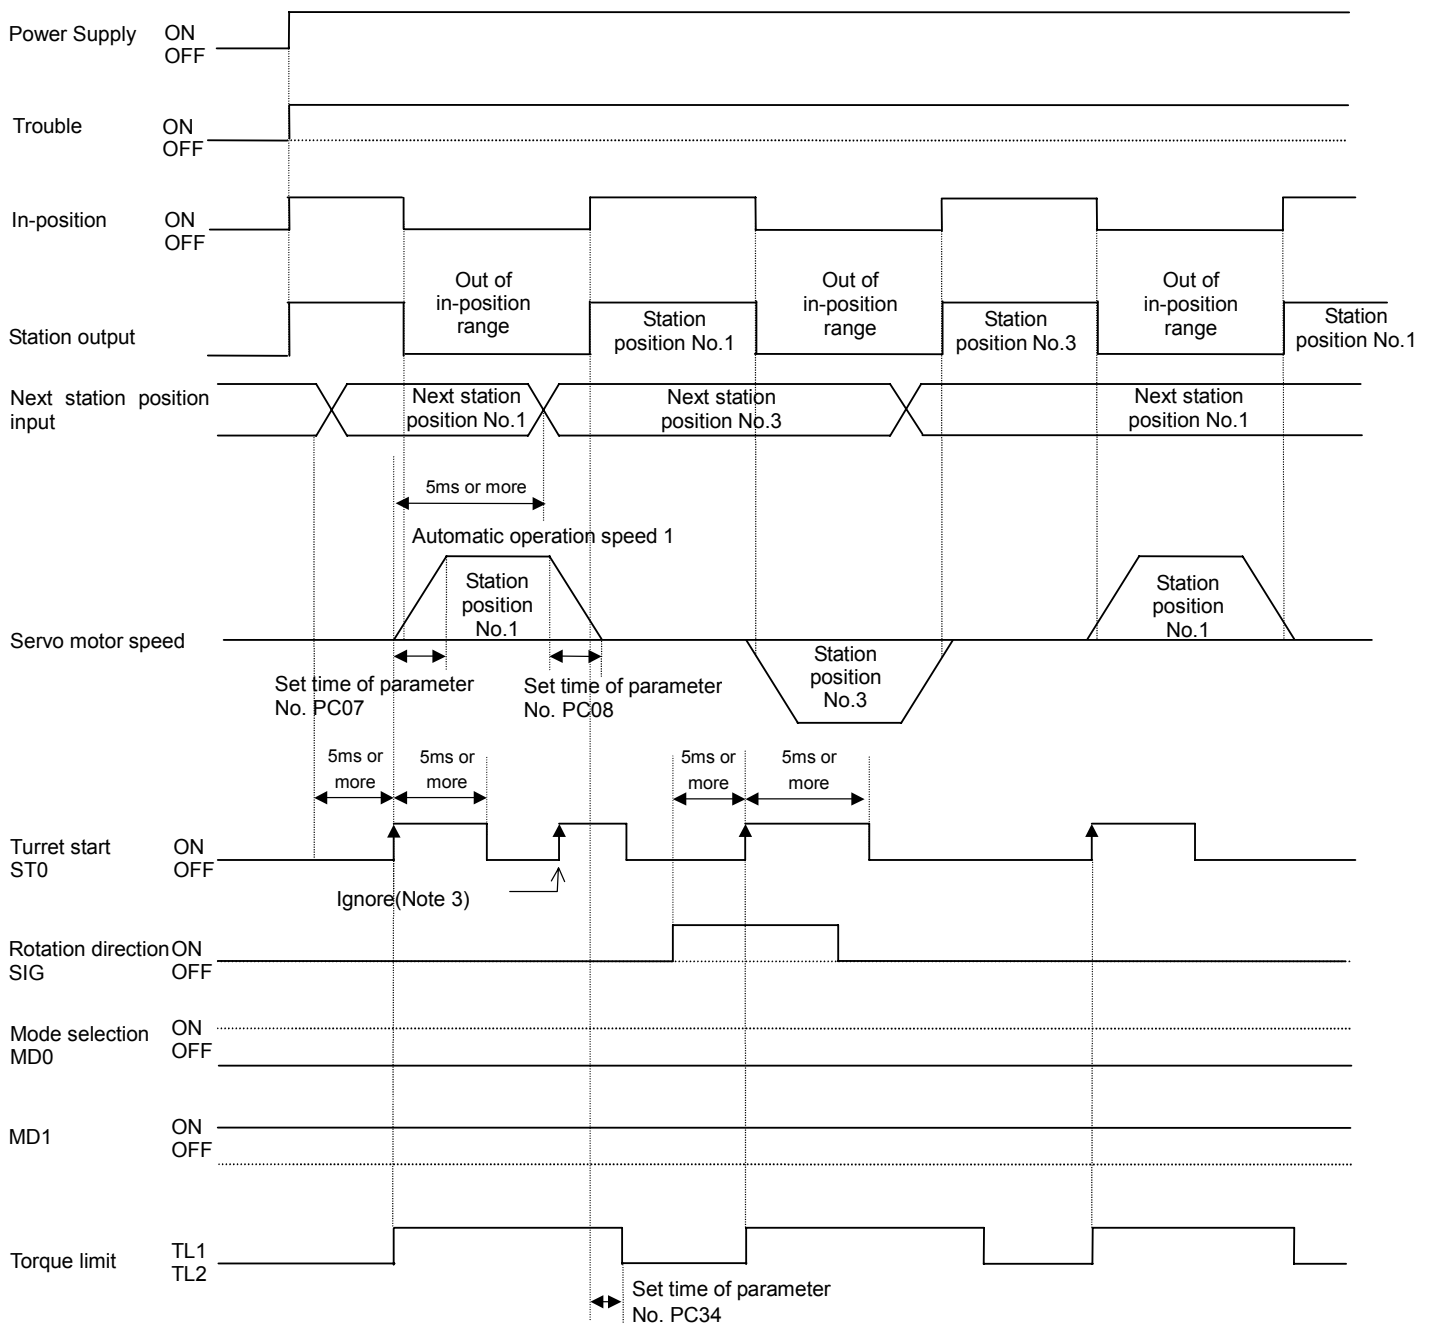 Power Supply ON
OFF
Trouble ON
OFF
In-position ON
OFF
Out of
in-position
range
Out of
in-position
range
Out of
in-position
range
Station output
Station
position No.1
Station
position No.3
Station
position No.1
Next station position
input
Next station
position No.1
Next station
position No.3
Next station
position No.1
5ms or more
Automatic operation speed 1
Station
position
No.1
Station
position
No.1
Servo motor speed
Station
position
No.3
Set time of parameter
No. PC07
Set time of parameter
No. PC08
5ms or
more
5ms or
more
5ms or
more
5ms or
more
Turret start ON
ST0 OFF
Ignore(Note 3)
Rotation direction ON
SIG OFF
Mode selection ON
MD0 OFF
MD1 ON
OFF
Torque limit TL1
TL2
Set time of parameter
No. PC34